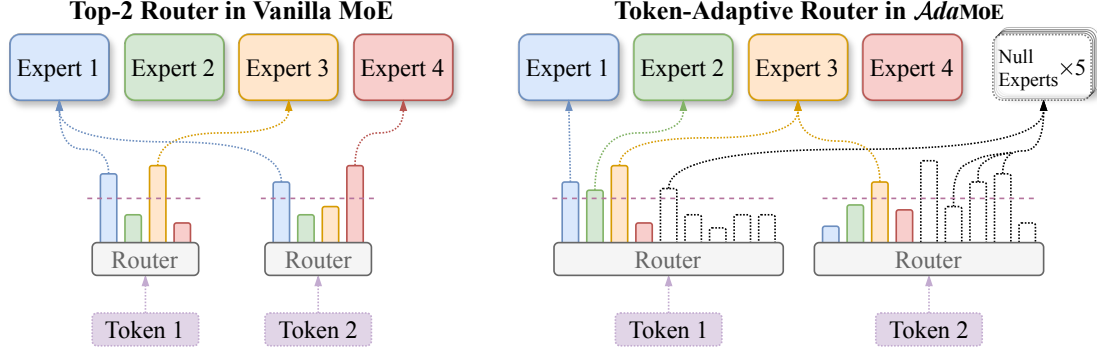 Top-2 Router in Vanilla MoE
Expert 1
Expert 2
Expert 3
Expert 4
Router
Router
Token 1
Token 2
Token-Adaptive Router in AdaMOE
Expert 1
Expert 2
Expert 3
Expert 4
Null
Experts ×5
Router
Router
Token 1
Token 2